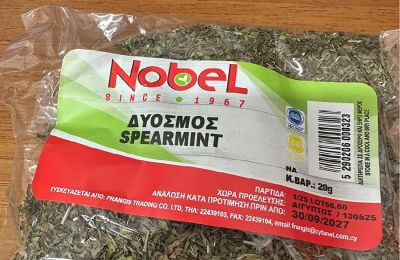 NobeL
SINCE • 1967
ΔΥΟΣΜΟΣ
SPEARMINT
ΔΙΑΤΗΡΕΙΤΑΙ ΣΕ ΔΡΟΣΕΡΟ ΚΑΙ ΞΗΡΟ ΜΕΡΟΣ
STORE IN A COOL AND DRY PLACE
5 290206 000323
NA
Κ.ΒΑΡ.: 20g
ΠΑΡΤΙΔΑ: 1/25 LOT55.60
ΧΩΡΑ ΠΡΟΕΛΕΥΣΗΣ: ΑΙΓΥΠΤΟΣ / 130525
ΑΝΑΛΩΣΗ ΚΑΤΑ ΠΡΟΤΙΜΗΣΗ ΠΡΙΝ ΑΠΟ: 30/09/2027
ΣΥΣΚΕΥΑΖΕΤΑΙ ΑΠΟ: FRANGIS TRADING CO. LTD, ΤΗΛ: 22439103, FAX: 22439104, email frangis@cytanet.com.cy